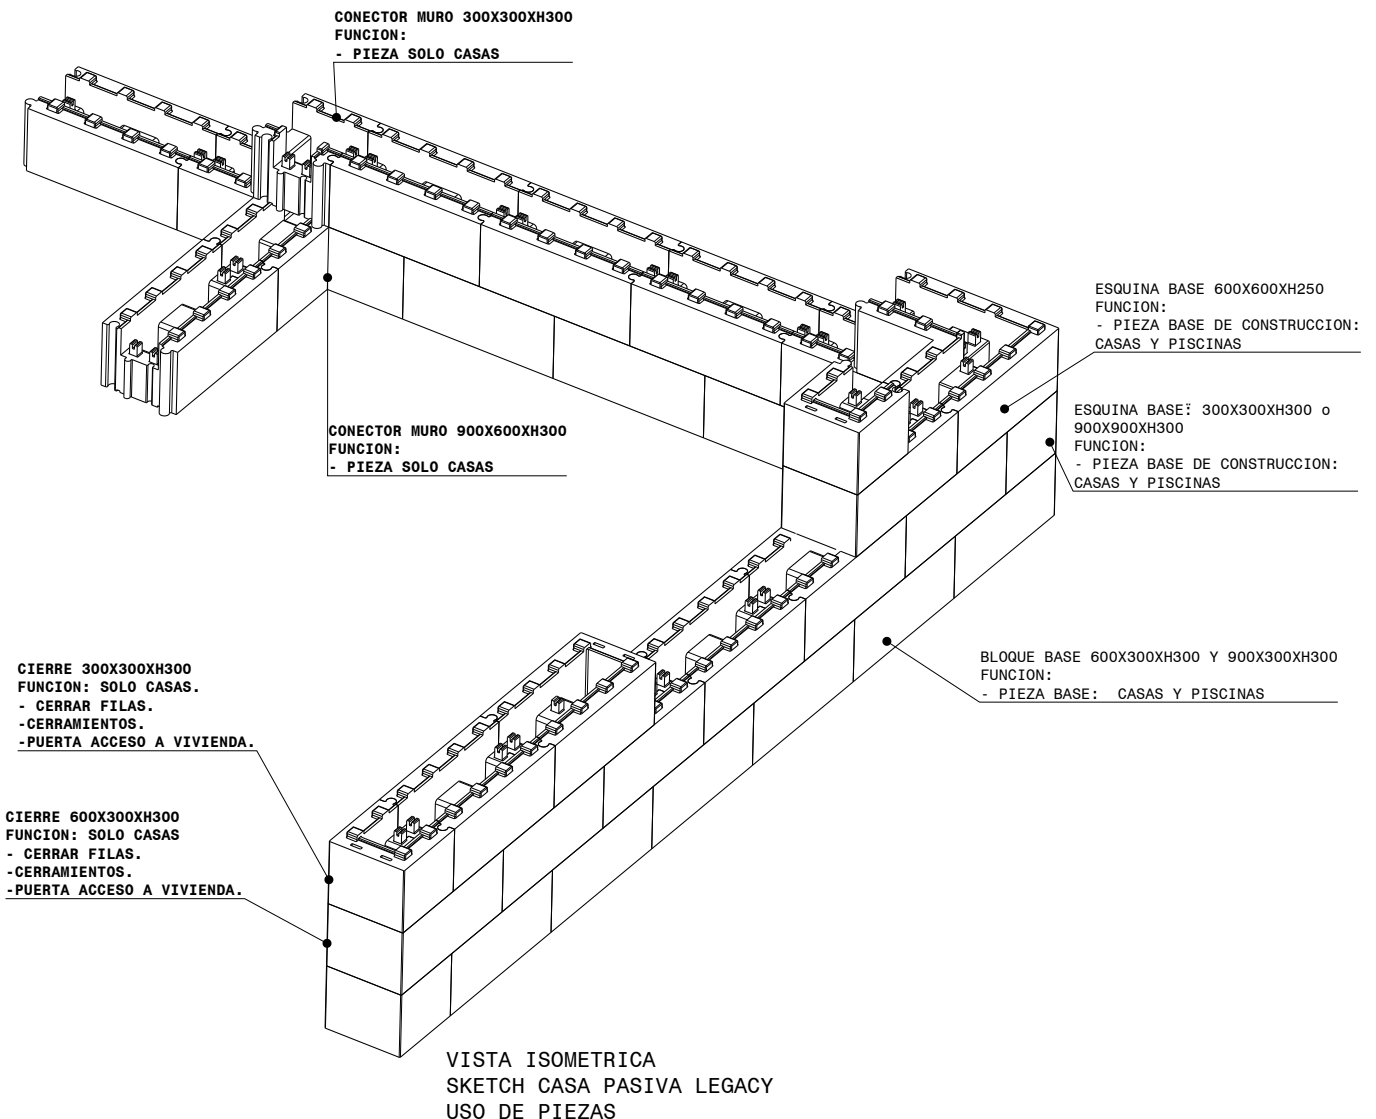 CONECTOR MURO 300X300XH300
FUNCION:
- PIEZA SOLO CASAS
ESQUINA BASE 600X600XH250
FUNCION:
- PIEZA BASE DE CONSTRUCCION:
CASAS Y PISCINAS
ESQUINA BASE¨: 300X300XH300 o
900X900XH300
FUNCION:
- PIEZA BASE DE CONSTRUCCION:
CASAS Y PISCINAS
CONECTOR MURO 900X600XH300
FUNCION:
- PIEZA SOLO CASAS
BLOQUE BASE 600X300XH300 Y 900X300XH300
FUNCION:
- PIEZA BASE:  CASAS Y PISCINAS
CIERRE 300X300XH300
FUNCION: SOLO CASAS.
- CERRAR FILAS.
-CERRAMIENTOS.
-PUERTA ACCESO A VIVIENDA.
CIERRE 600X300XH300
FUNCION: SOLO CASAS
- CERRAR FILAS.
-CERRAMIENTOS.
-PUERTA ACCESO A VIVIENDA.
VISTA ISOMETRICA
SKETCH CASA PASIVA LEGACY
USO DE PIEZAS